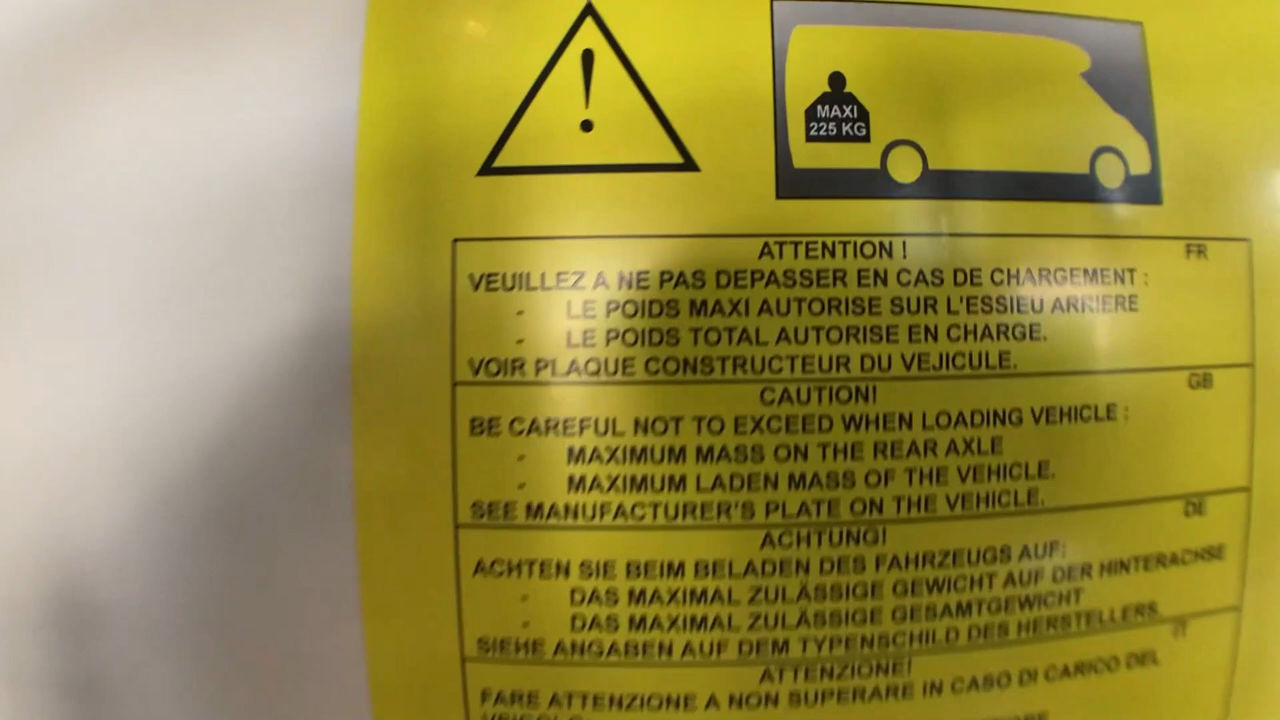 !
MAXI
225 KG
ATTENTION ! FR
VEUILLEZ A NE PAS DEPASSER EN CAS DE CHARGEMENT :
- LE POIDS MAXI AUTORISE SUR L'ESSIEU ARRIERE
- LE POIDS TOTAL AUTORISE EN CHARGE.
VOIR PLAQUE CONSTRUCTEUR DU VEJICULE.
CAUTION! GB
BE CAREFUL NOT TO EXCEED WHEN LOADING VEHICLE :
- MAXIMUM MASS ON THE REAR AXLE
- MAXIMUM LADEN MASS OF THE VEHICLE.
SEE MANUFACTURER'S PLATE ON THE VEHICLE.
ACHTUNG! DE
ACHTEN SIE BEIM BELADEN DES FAHRZEUGS AUF:
- DAS MAXIMAL ZULÄSSIGE GEWICHT AUF DER HINTERACHSE
- DAS MAXIMAL ZULÄSSIGE GESAMTGEWICHT
SIEHE ANGABEN AUF DEM TYPENSCHILD DES HERSTELLERS.
ATTENZIONE! IT
FARE ATTENZIONE A NON SUPERARE IN CASO DI CARICO DEL